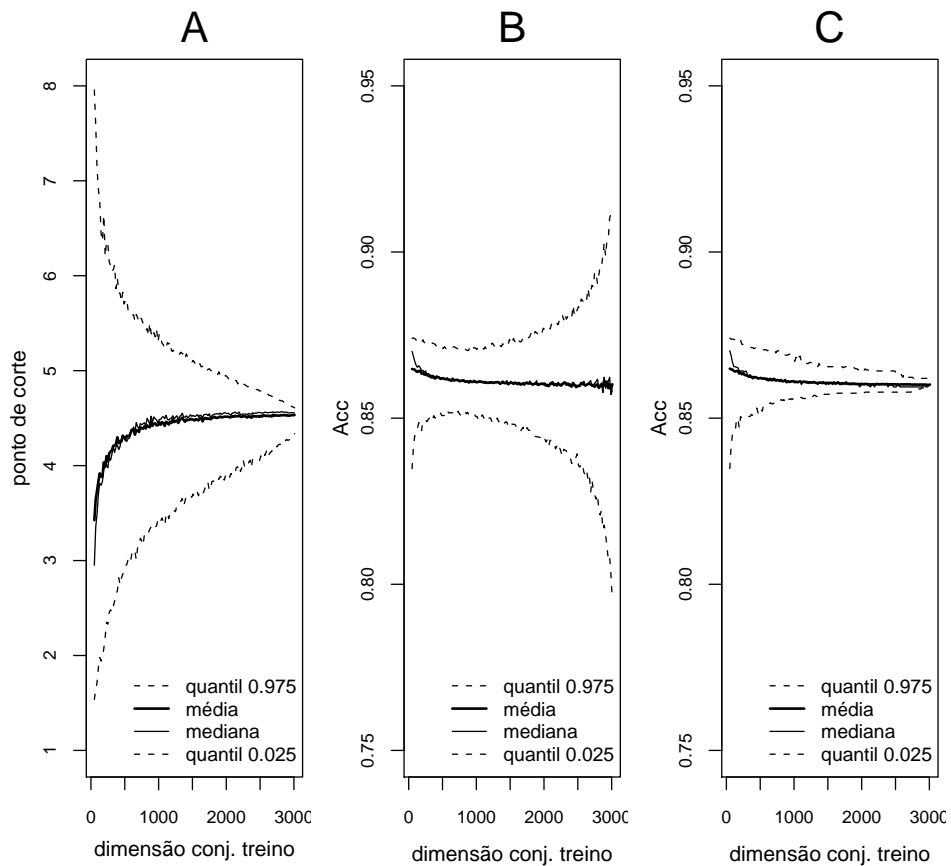 A
ponto de corte
8
7
6
5
4
3
2
1
quantil 0.975
média
mediana
quantil 0.025
0 1000 2000 3000
dimensão conj. treino
B
Acc
0.95
0.90
0.85
0.80
0.75
quantil 0.975
média
mediana
quantil 0.025
0 1000 2000 3000
dimensão conj. treino
C
Acc
0.95
0.90
0.85
0.80
0.75
quantil 0.975
média
mediana
quantil 0.025
0 1000 2000 3000
dimensão conj. treino